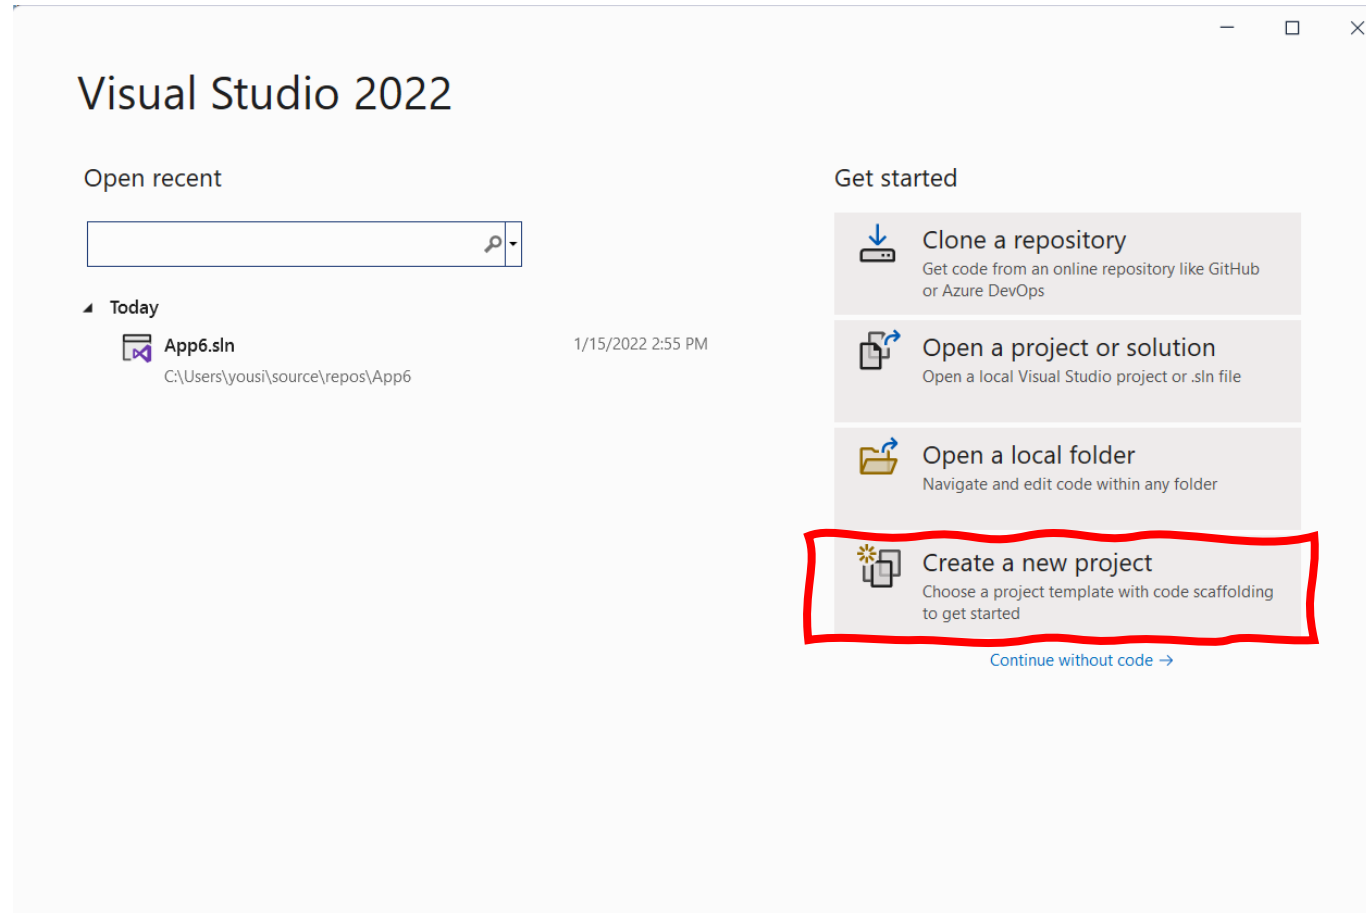 Visual Studio 2022
Open recent
Today
App6.sln
1/15/2022 2:55 PM
C:\Users\yousi\source\repos\App6
Get started
Clone a repository
Get code from an online repository like GitHub
or Azure DevOps
Open a project or solution
Open a local Visual Studio project or .sln file
Open a local folder
Navigate and edit code within any folder
Create a new project
Choose a project template with code scaffolding
to get started
Continue without code →